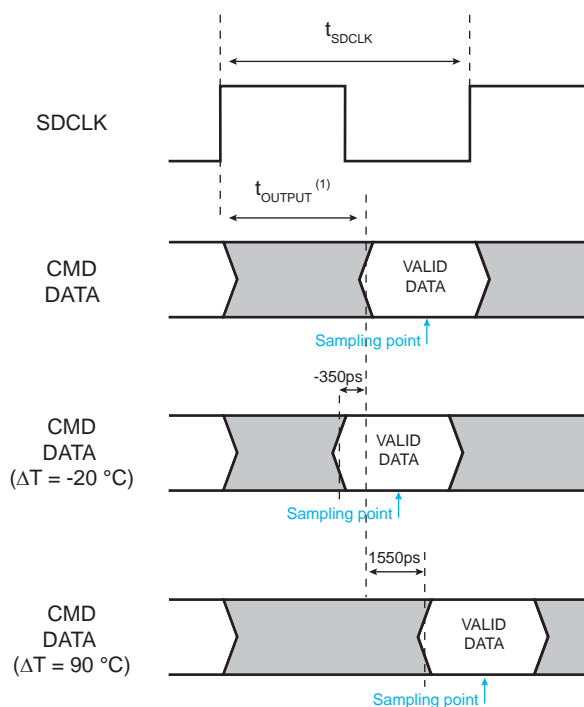 tSDCLK
SDCLK
tOUTPUT (1)
CMD
DATA
VALID
DATA
Sampling point
-350ps
CMD
DATA
(ΔT = -20 °C)
VALID
DATA
Sampling point
1550ps
CMD
DATA
(ΔT = 90 °C)
VALID
DATA
Sampling point